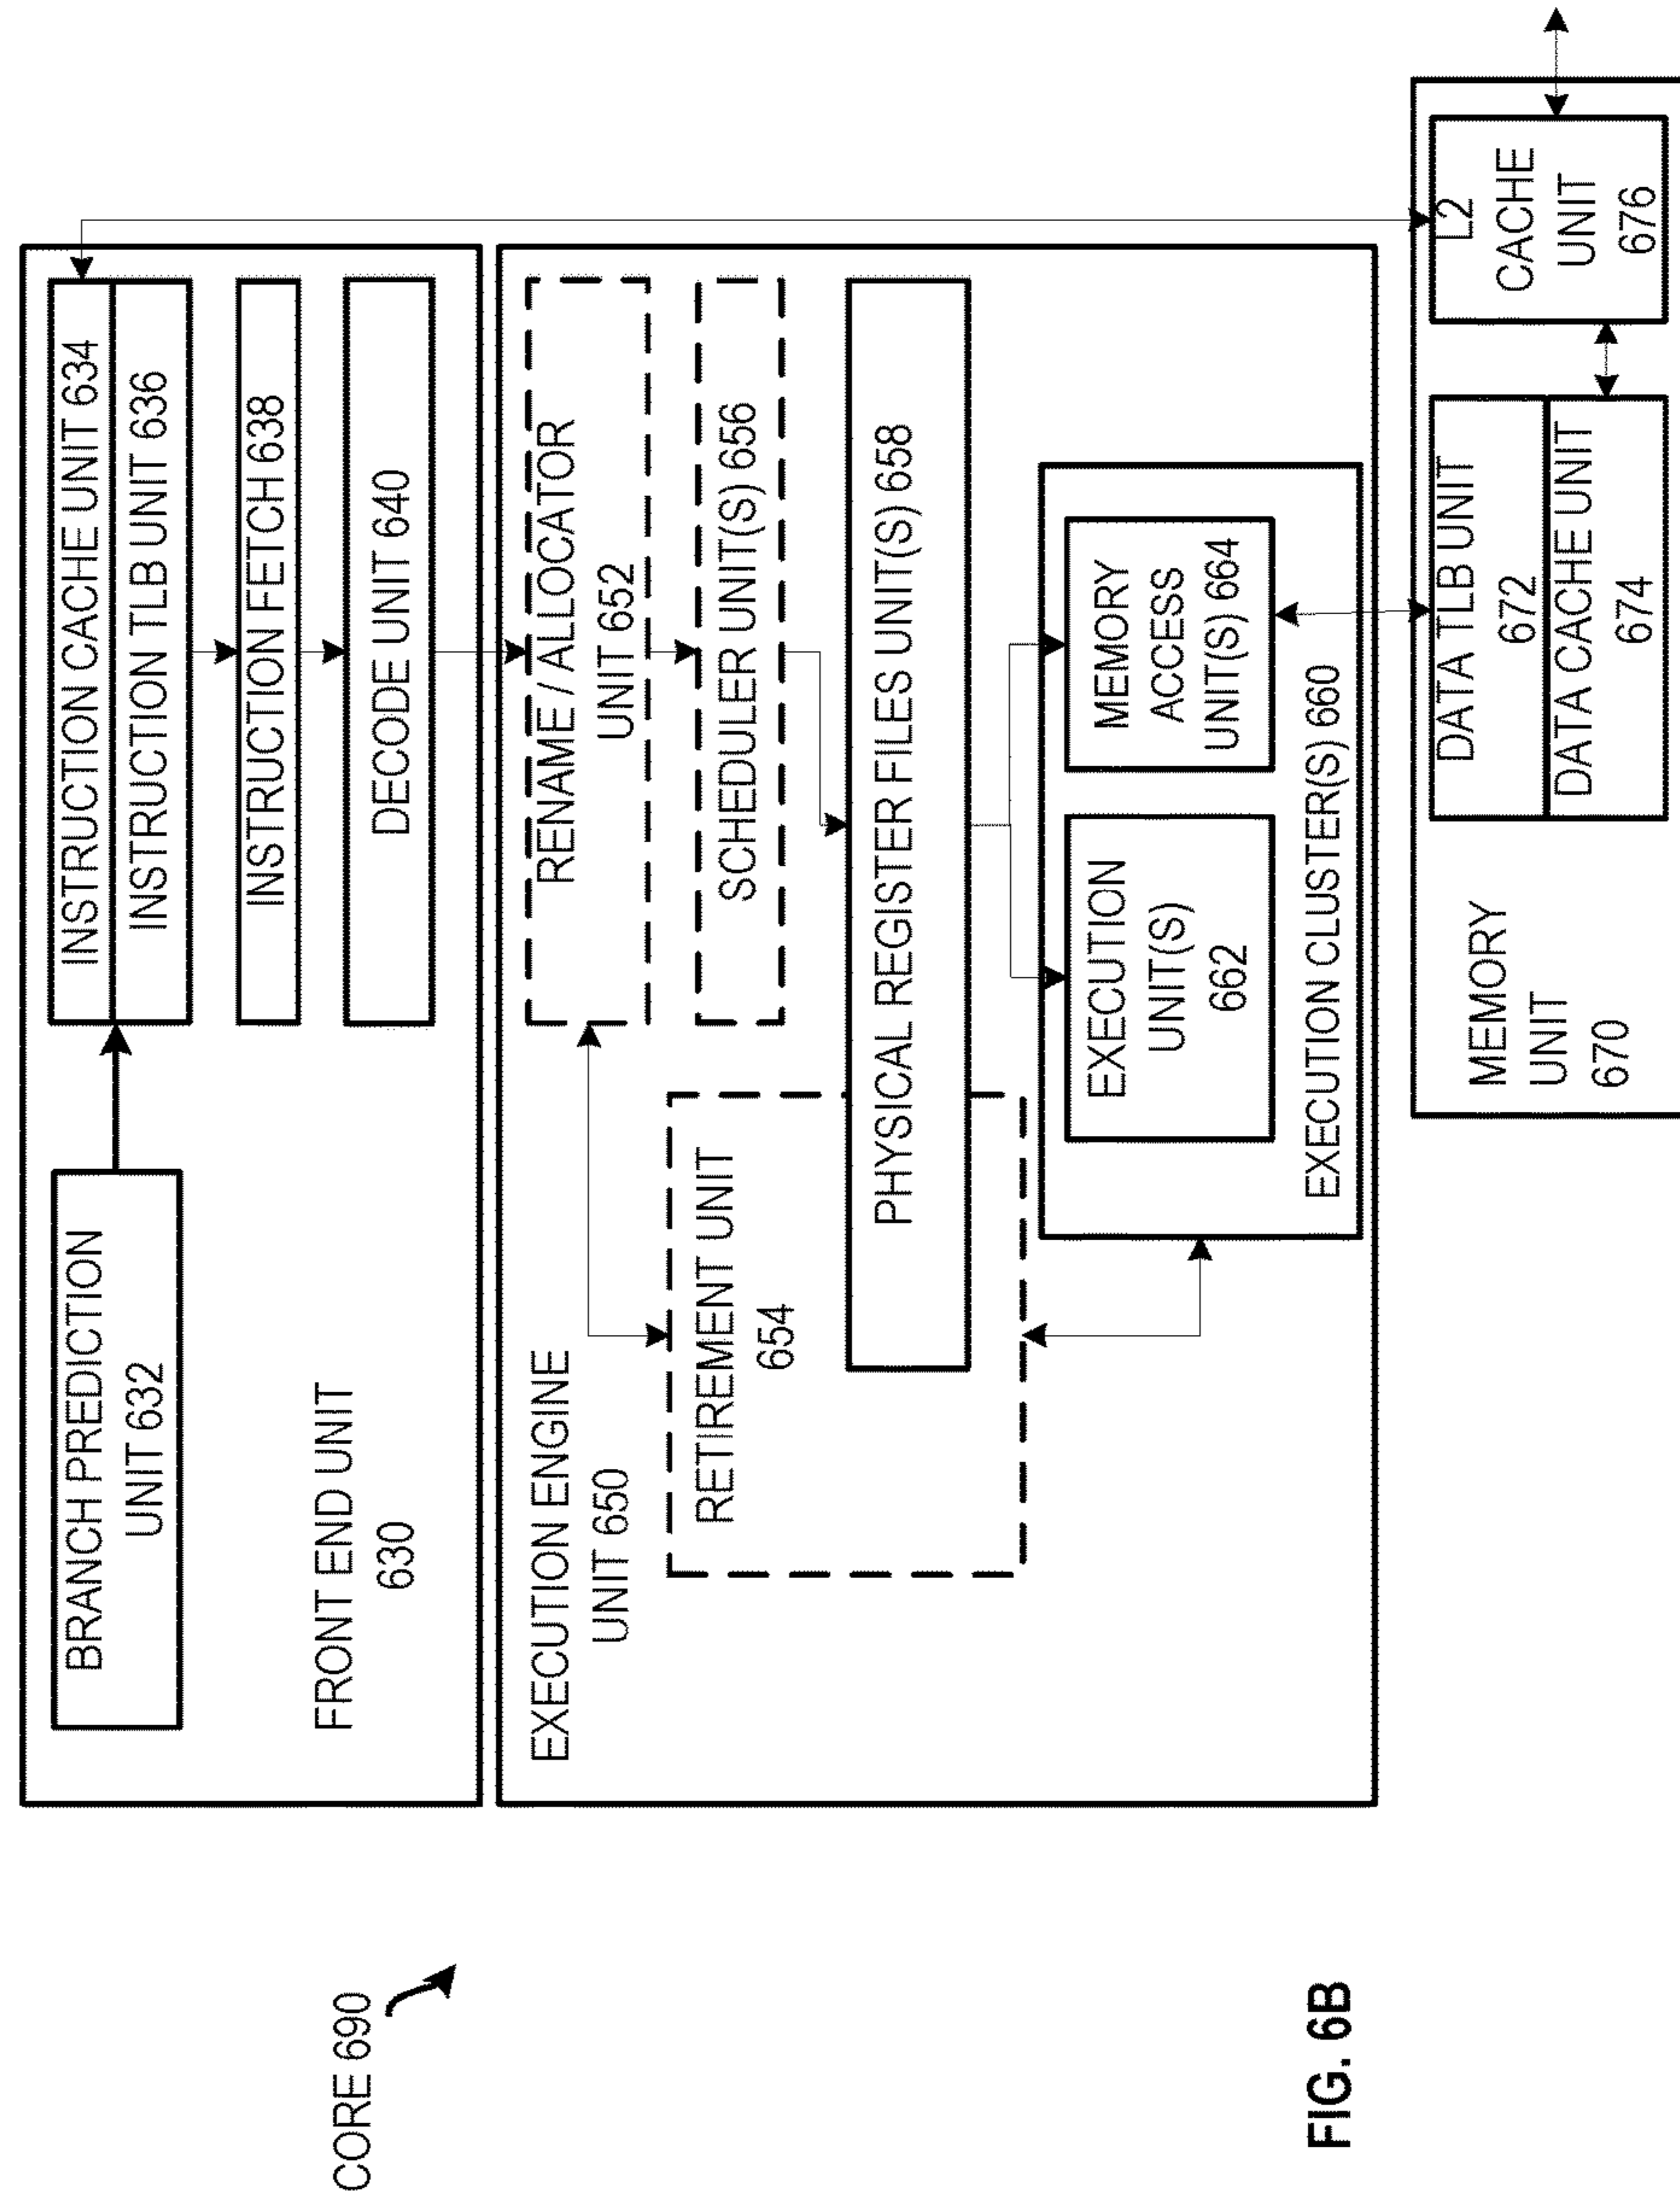 CORE 690
BRANCH PREDICTION
UNIT 632
INSTRUCTION CACHE UNIT 634
INSTRUCTION TLB UNIT 636
INSTRUCTION FETCH 638
FRONT END UNIT
630
DECODE UNIT 640
EXECUTION ENGINE
UNIT 650
RENAME / ALLOCATOR
UNIT 652
RETIREMENT UNIT
654
SCHEDULER UNIT(S) 656
PHYSICAL REGISTER FILES UNIT(S) 658
EXECUTION
UNIT(S)
662
MEMORY
ACCESS
UNIT(S) 664
EXECUTION CLUSTER(S) 660
MEMORY
UNIT
670
DATA TLB UNIT
672
DATA CACHE UNIT
674
L2
CACHE
UNIT
676
FIG. 6B